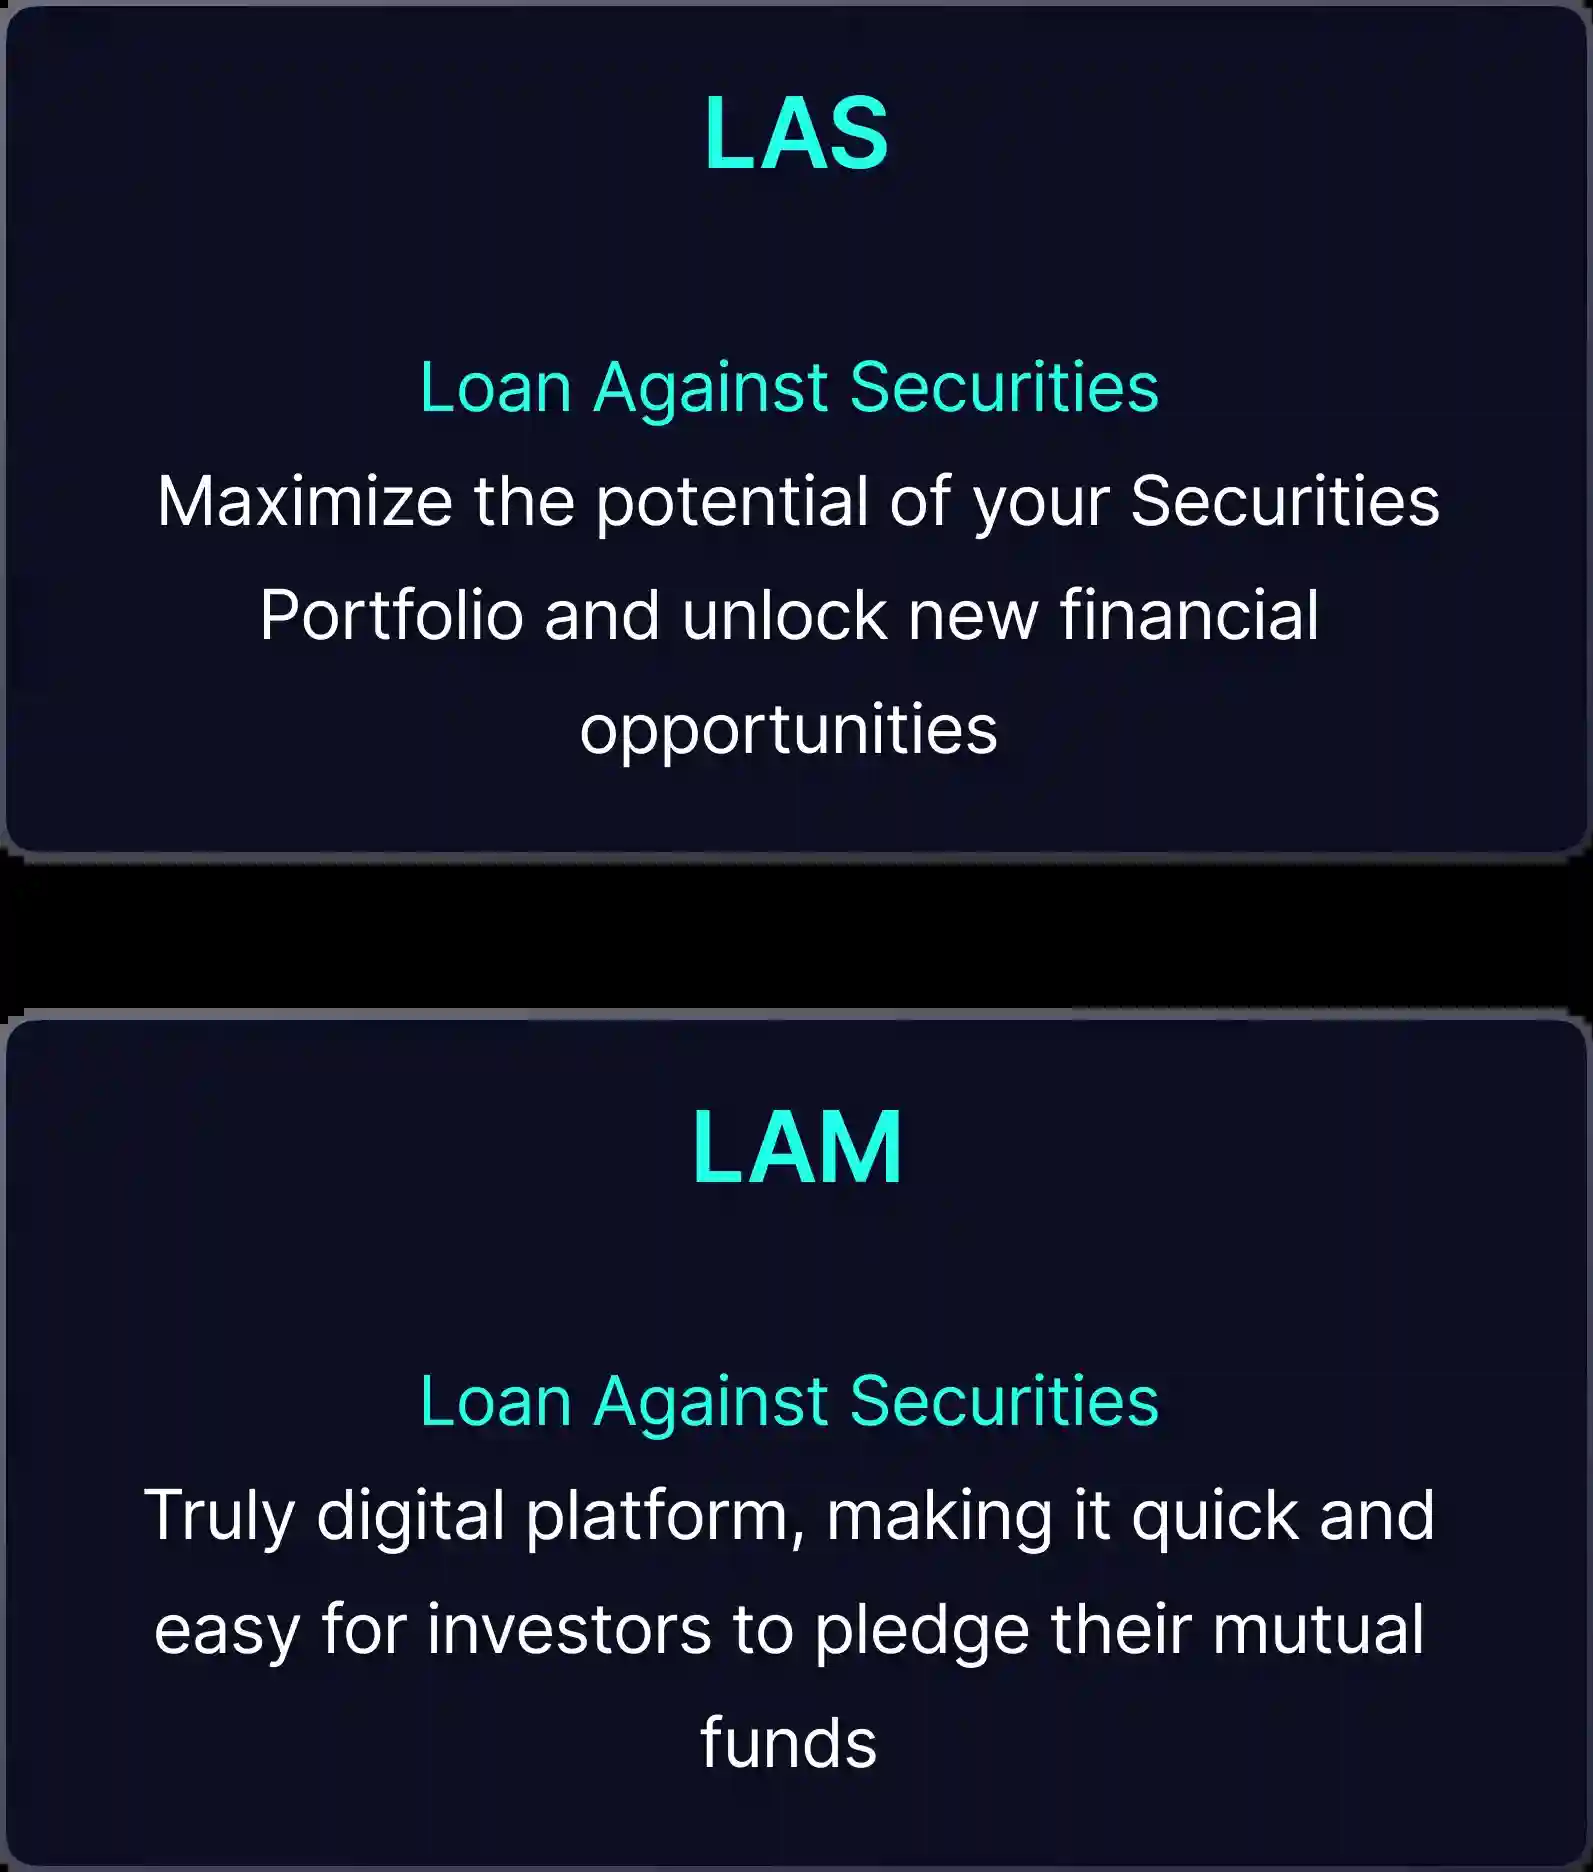 LAS
Loan Against Securities
Maximize the potential of your Securities
Portfolio and unlock new financial
opportunities
LAM
Loan Against Securities
Truly digital platform, making it quick and
easy for investors to pledge their mutual
funds